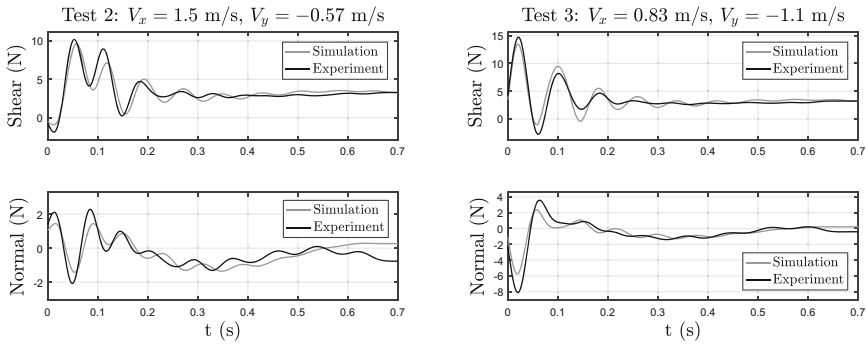 Test 2: Vx = 1.5 m/s, Vy = −0.57 m/s
Shear (N)
10
5
0
Simulation
Experiment
0 0.1 0.2 0.3 0.4 0.5 0.6 0.7
Normal (N)
2
0
-2
Simulation
Experiment
0 0.1 0.2 0.3 0.4 0.5 0.6 0.7
t (s)
Test 3: Vx = 0.83 m/s, Vy = −1.1 m/s
Shear (N)
15
10
5
0
Simulation
Experiment
0 0.1 0.2 0.3 0.4 0.5 0.6 0.7
Normal (N)
4
2
0
-2
-4
-6
-8
Simulation
Experiment
0 0.1 0.2 0.3 0.4 0.5 0.6 0.7
t (s)